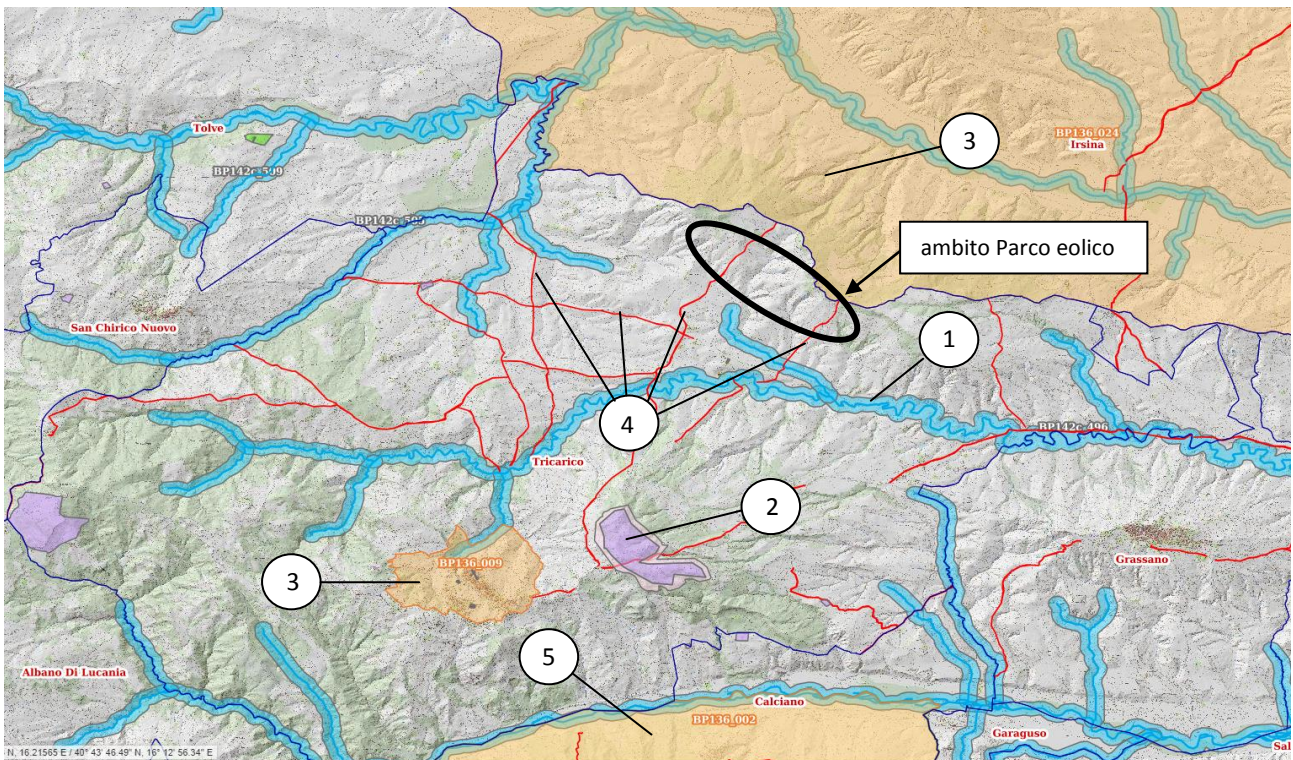 Tolve
BP142c_599
BP136_024
Irsina
3
ambito Parco eolico
San Chirico Nuovo
1
4
BP142c_496
Tricarico
2
Grassano
3
BP136_009
5
Albano Di Lucania
Calciano
BP136_002
Garaguso
N, 16.21565 E / 40° 43' 46.49" N, 16° 12' 56.34" E